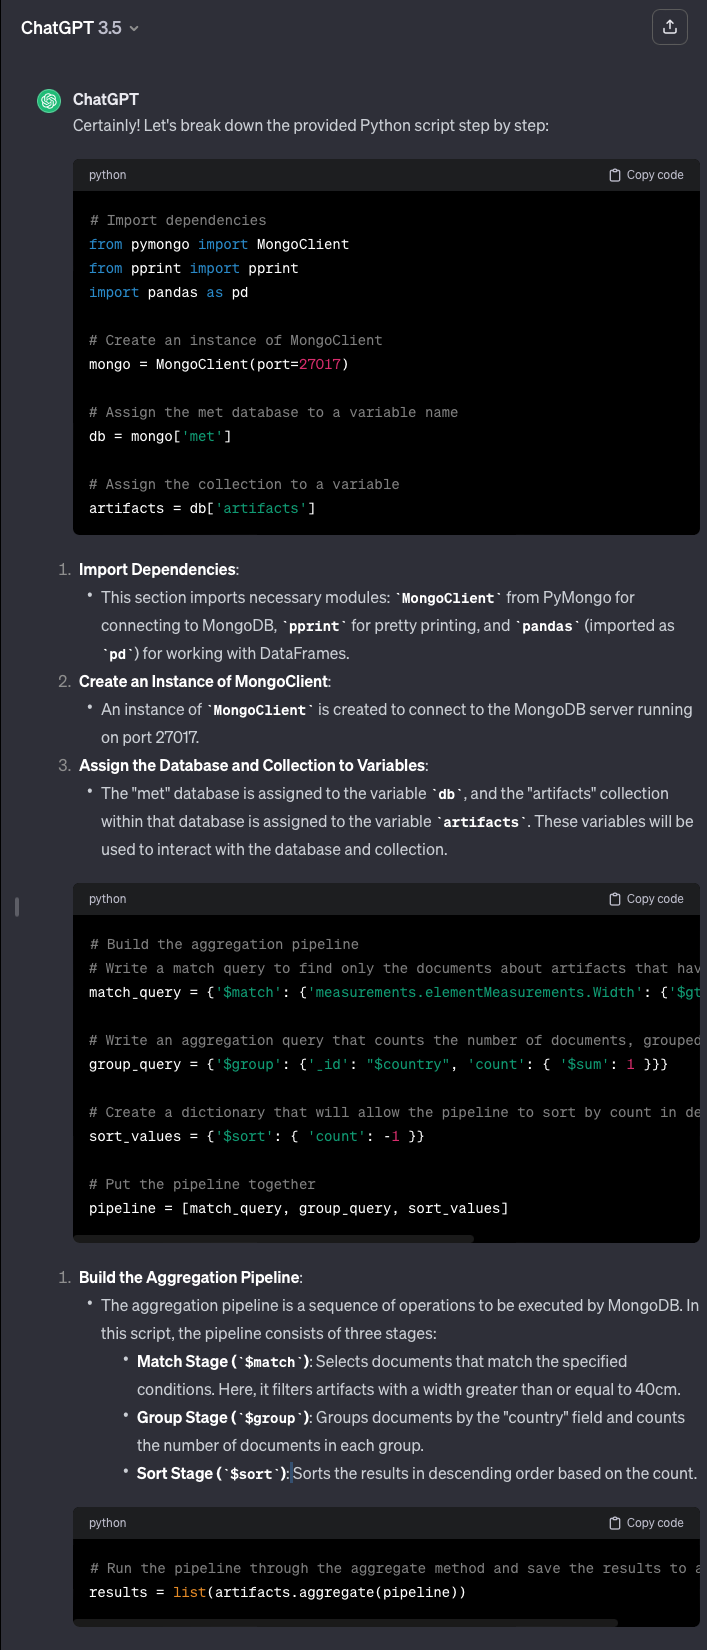 ChatGPT 3.5
ChatGPT
Certainly! Let's break down the provided Python script step by step:
python
Copy code
# Import dependencies
from pymongo import MongoClient
from pprint import pprint
import pandas as pd
# Create an instance of MongoClient
mongo = MongoClient(port=27017)
# Assign the met database to a variable name
db = mongo['met']
# Assign the collection to a variable
artifacts = db['artifacts']
1. Import Dependencies:
• This section imports necessary modules: `MongoClient` from PyMongo for
connecting to MongoDB, `pprint` for pretty printing, and `pandas` (imported as
`pd`) for working with DataFrames.
2. Create an Instance of MongoClient:
• An instance of `MongoClient` is created to connect to the MongoDB server running
on port 27017.
3. Assign the Database and Collection to Variables:
• The "met" database is assigned to the variable `db`, and the "artifacts" collection
within that database is assigned to the variable `artifacts`. These variables will be
used to interact with the database and collection.
python
Copy code
# Build the aggregation pipeline
# Write a match query to find only the documents about artifacts that hav
match_query = {'$match': {'measurements.elementMeasurements.Width': {'$gt
# Write an aggregation query that counts the number of documents, grouped
group_query = {'$group': {'_id': "$country", 'count': { '$sum': 1 }}}
# Create a dictionary that will allow the pipeline to sort by count in de
sort_values = {'$sort': { 'count': -1 }}
# Put the pipeline together
pipeline = [match_query, group_query, sort_values]
1. Build the Aggregation Pipeline:
• The aggregation pipeline is a sequence of operations to be executed by MongoDB. In
this script, the pipeline consists of three stages:
• Match Stage (`$match`): Selects documents that match the specified
conditions. Here, it filters artifacts with a width greater than or equal to 40cm.
• Group Stage (`$group`): Groups documents by the "country" field and counts
the number of documents in each group.
• Sort Stage (`$sort`): Sorts the results in descending order based on the count.
python
Copy code
# Run the pipeline through the aggregate method and save the results to a
results = list(artifacts.aggregate(pipeline))